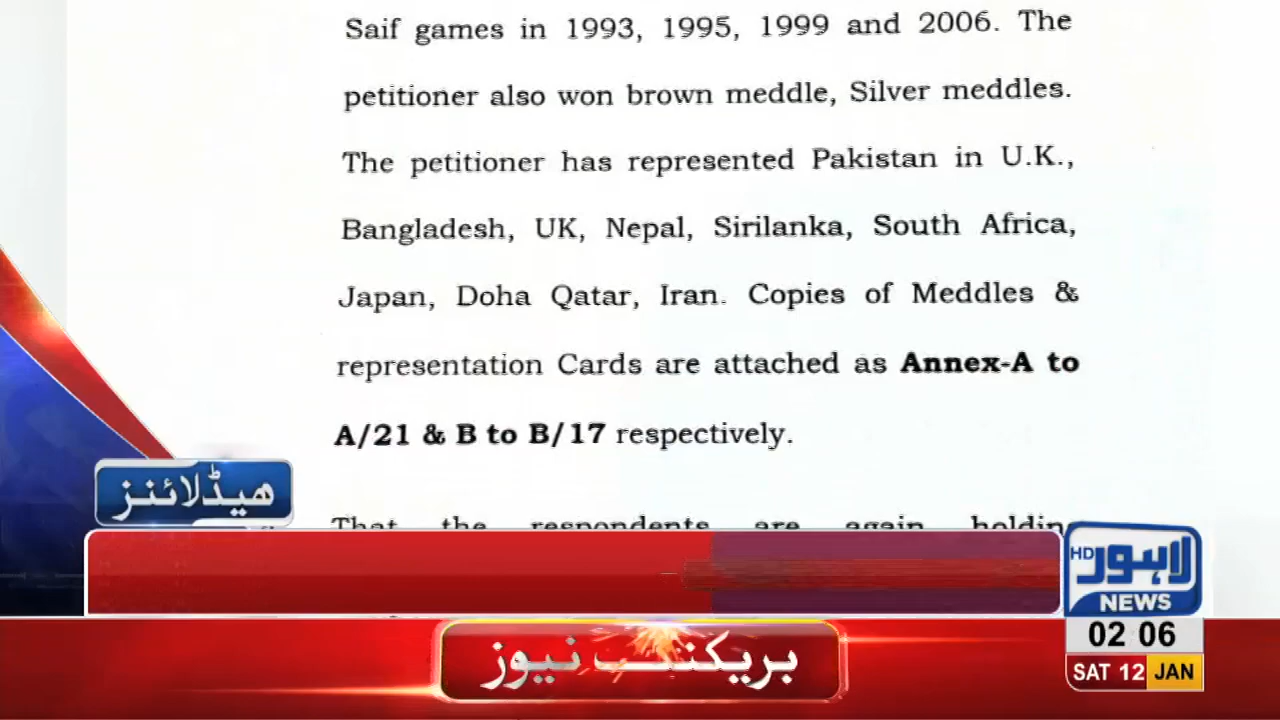 Saif games in 1993, 1995, 1999 and 2006. The
petitioner also won brown meddle, Silver meddles.
The petitioner has represented Pakistan in U.K.,
Bangladesh, UK, Nepal, Sirilanka, South Africa,
Japan, Doha Qatar, Iran. Copies of Meddles &
representation Cards are attached as Annex-A to
A/21 & B to B/17 respectively.
That the respondents are again holding
ہیڈلائنز
HD لاہور
NEWS
بریکنگ نیوز
02 06
SAT 12 JAN